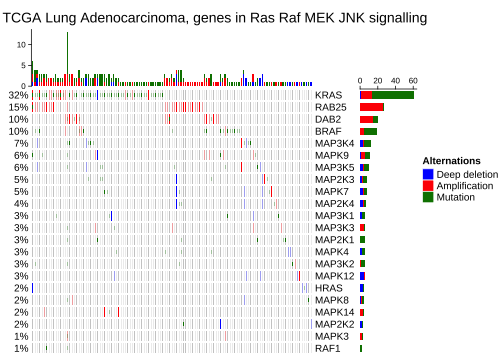 TCGA Lung Adenocarcinoma, genes in Ras Raf MEK JNK signalling
10
5
0
0 20 40 60
32% KRAS
15% RAB25
10% DAB2
10% BRAF
7% MAP3K4
6% MAPK9
6% MAP3K5
5% MAP2K3
5% MAPK7
4% MAP2K4
3% MAP3K1
3% MAP3K3
3% MAP2K1
3% MAPK4
3% MAP3K2
3% MAPK12
2% HRAS
2% MAPK8
2% MAPK14
2% MAP2K2
1% MAPK3
1% RAF1
Alternations
Deep deletion
Amplification
Mutation